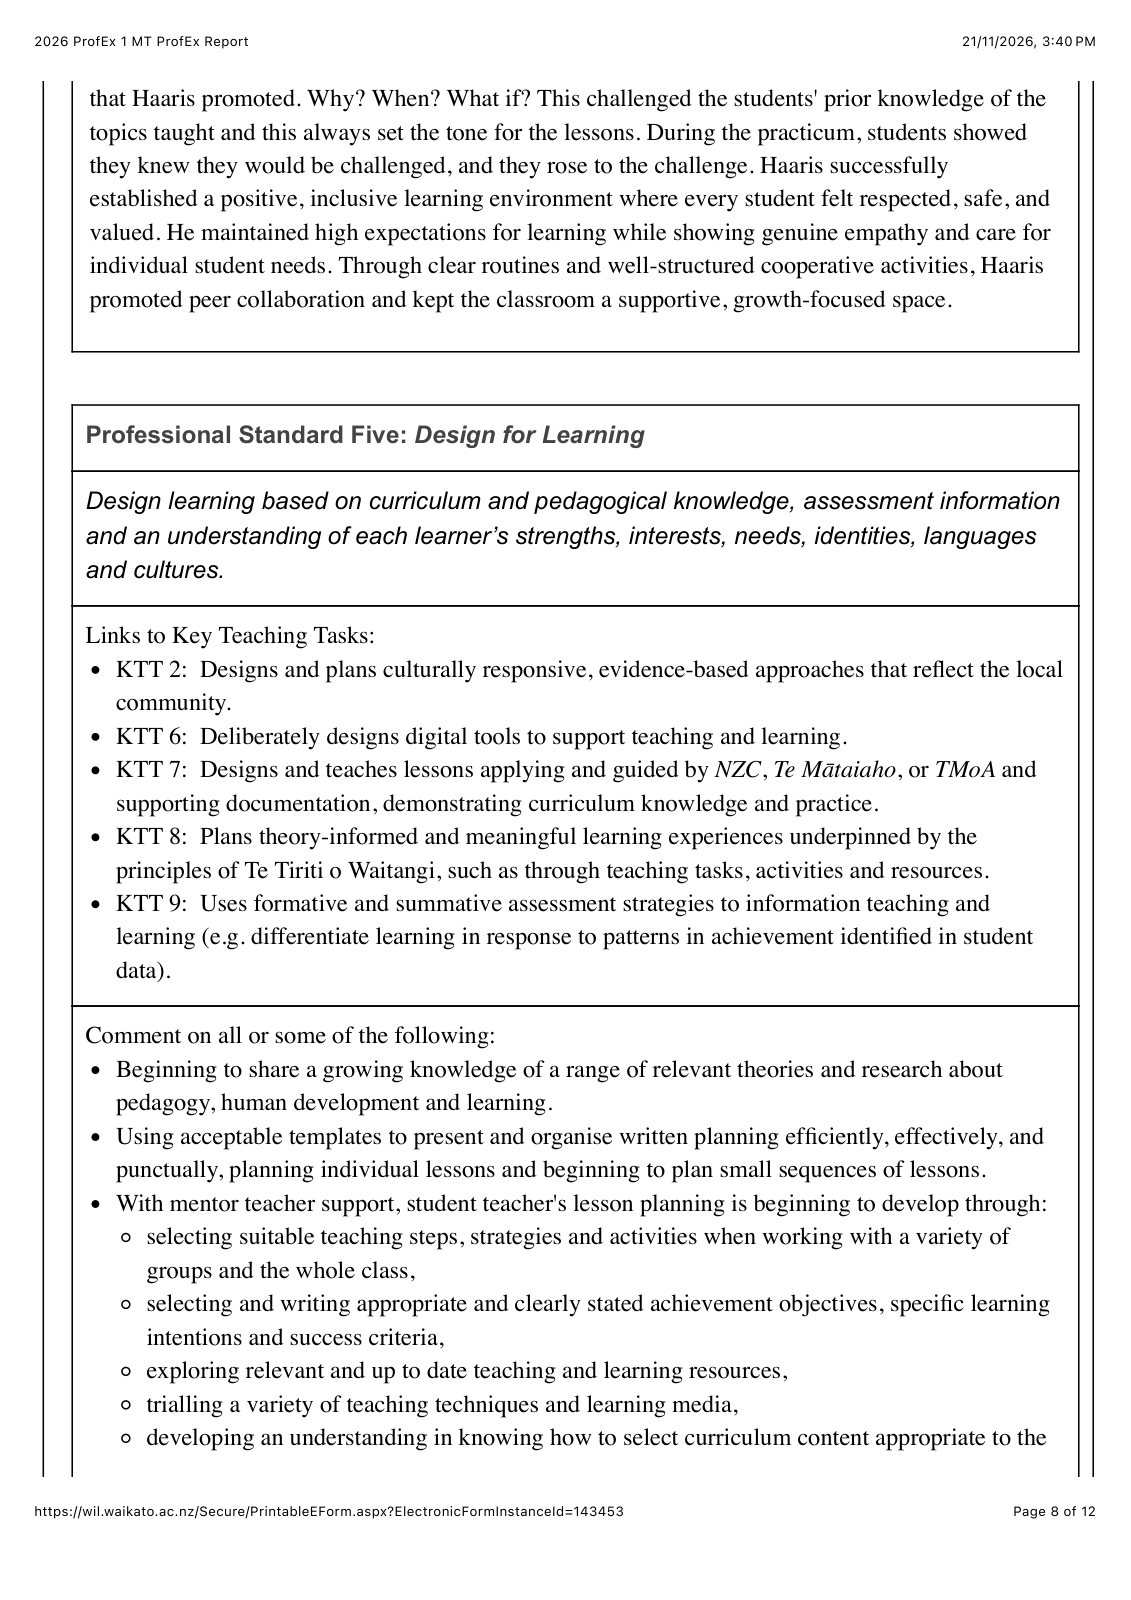 2026 ProfEx 1 MT ProfEx Report
21/11/2026, 3:40 PM
that Haaris promoted. Why? When? What if? This challenged the students' prior knowledge of the
topics taught and this always set the tone for the lessons. During the practicum, students showed
they knew they would be challenged, and they rose to the challenge. Haaris successfully
established a positive, inclusive learning environment where every student felt respected, safe, and
valued. He maintained high expectations for learning while showing genuine empathy and care for
individual student needs. Through clear routines and well-structured cooperative activities, Haaris
promoted peer collaboration and kept the classroom a supportive, growth-focused space.
Professional Standard Five: Design for Learning
Design learning based on curriculum and pedagogical knowledge, assessment information
and an understanding of each learner’s strengths, interests, needs, identities, languages
and cultures.
Links to Key Teaching Tasks:
• KTT 2:  Designs and plans culturally responsive, evidence-based approaches that reflect the local
community.
• KTT 6:  Deliberately designs digital tools to support teaching and learning.
• KTT 7:  Designs and teaches lessons applying and guided by NZC, Te Mātaiaho, or TMoA and
supporting documentation, demonstrating curriculum knowledge and practice.
• KTT 8:  Plans theory-informed and meaningful learning experiences underpinned by the
principles of Te Tiriti o Waitangi, such as through teaching tasks, activities and resources.
• KTT 9:  Uses formative and summative assessment strategies to information teaching and
learning (e.g. differentiate learning in response to patterns in achievement identified in student
data).
Comment on all or some of the following:
• Beginning to share a growing knowledge of a range of relevant theories and research about
pedagogy, human development and learning.
• Using acceptable templates to present and organise written planning efficiently, effectively, and
punctually, planning individual lessons and beginning to plan small sequences of lessons.
• With mentor teacher support, student teacher's lesson planning is beginning to develop through:
◦ selecting suitable teaching steps, strategies and activities when working with a variety of
groups and the whole class,
◦ selecting and writing appropriate and clearly stated achievement objectives, specific learning
intentions and success criteria,
◦ exploring relevant and up to date teaching and learning resources,
◦ trialling a variety of teaching techniques and learning media,
◦ developing an understanding in knowing how to select curriculum content appropriate to the
https://wil.waikato.ac.nz/Secure/PrintableEForm.aspx?ElectronicFormInstanceId=143453
Page 8 of 12